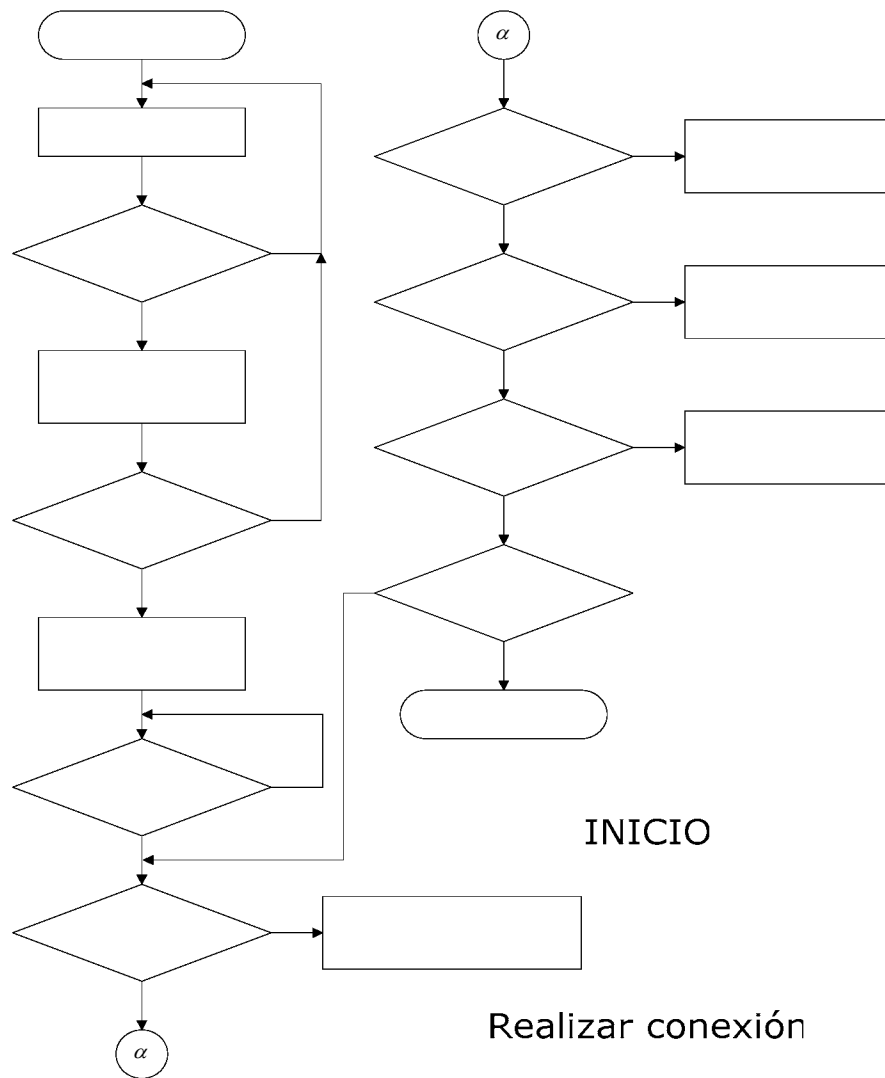 α
INICIO
Realizar conexión
α